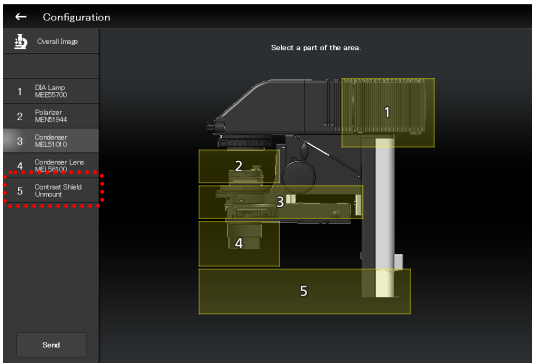 Configuration
Overall Image
1 DIA Lamp
MEE55700
2 Polarizer
MEN51944
3 Condenser
MEL51010
4 Condenser Lens
MEL56100
5 Contrast Shield
Unmount
Send
Select a part of the area.
1
2
3
4
5